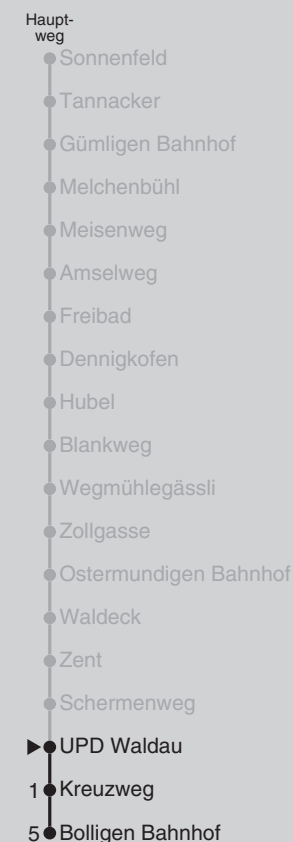 Haupt-
weg
Sonnenfeld
Tannacker
Gümligen Bahnhof
Melchenbühl
Meisenweg
Amselweg
Freibad
Dennigkofen
Hubel
Blankweg
Wegmühlegässli
Zollgasse
Ostermundigen Bahnhof
Waldeck
Zent
Schermenweg
UPD Waldau
1 Kreuzweg
5 Bolligen Bahnhof